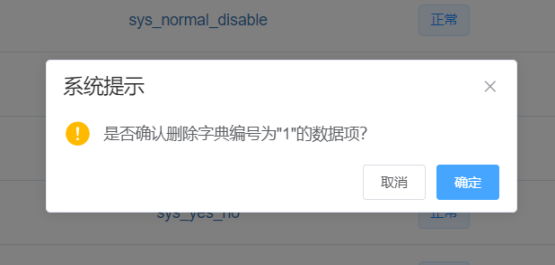 sys_normal_disable 正常
系统提示
是否确认删除字典编号为"1"的数据项?
取消 确定
sys_yes_no 正常